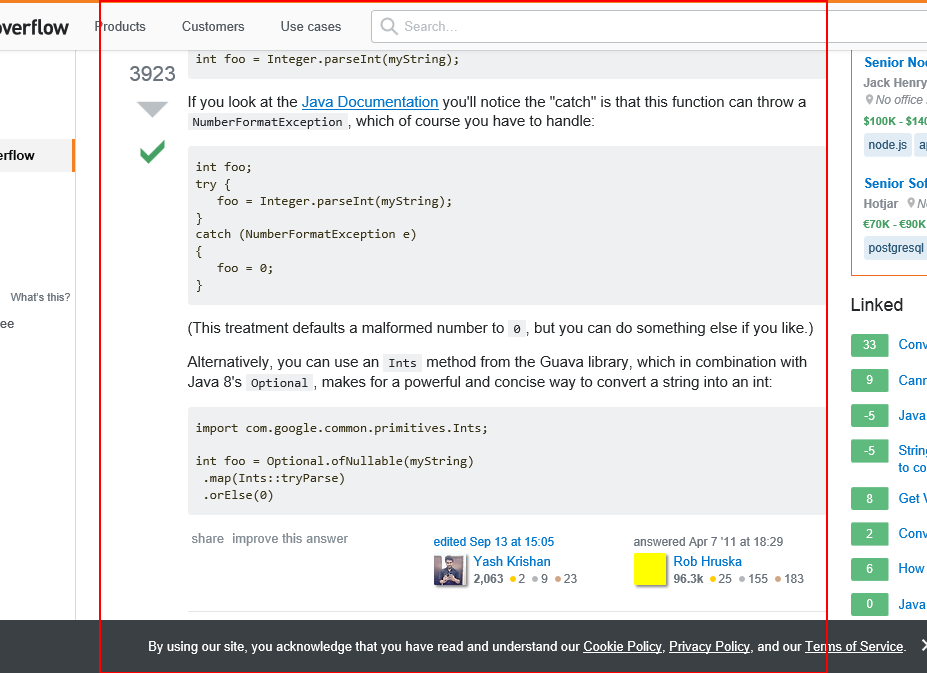 overflow Products Customers Use cases Search...
3923
int foo = Integer.parseInt(myString);
If you look at the Java Documentation you'll notice the "catch" is that this function can throw a
NumberFormatException, which of course you have to handle:
int foo;
try {
   foo = Integer.parseInt(myString);
}
catch (NumberFormatException e)
{
   foo = 0;
}
(This treatment defaults a malformed number to 0, but you can do something else if you like.)
Alternatively, you can use an Ints method from the Guava library, which in combination with
Java 8's Optional, makes for a powerful and concise way to convert a string into an int:
import com.google.common.primitives.Ints;
int foo = Optional.ofNullable(myString)
 .map(Ints::tryParse)
 .orElse(0)
share improve this answer
edited Sep 13 at 15:05
Yash Krishan
2,063 2 9 23
answered Apr 7 '11 at 18:29
Rob Hruska
96.3k 25 155 183
erflow
What's this?
ee
Senior No
Jack Henry
No office
$100K - $140
node.js a
Senior Sof
Hotjar N
€70K - €90K
postgresql
Linked
33 Conv
9 Cann
-5 Java
-5 String
to co
8 Get V
2 Conv
6 How
0 Java
By using our site, you acknowledge that you have read and understand our Cookie Policy, Privacy Policy, and our Terms of Service.